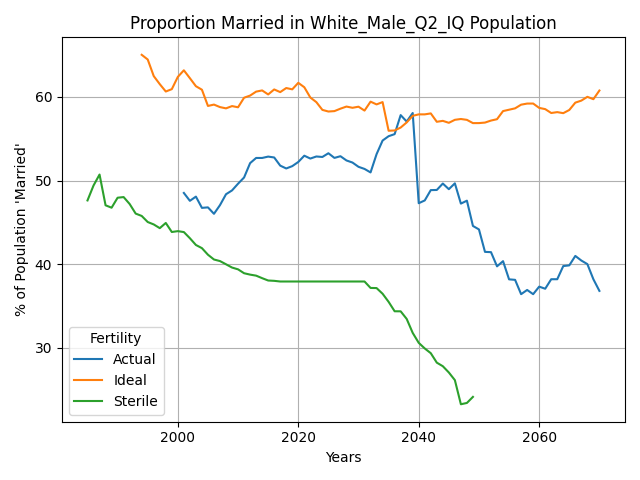 Proportion Married in White_Male_Q2_IQ Population
% of Population 'Married'
60
50
40
30
Fertility
Actual
Ideal
Sterile
2000
2020
2040
2060
Years